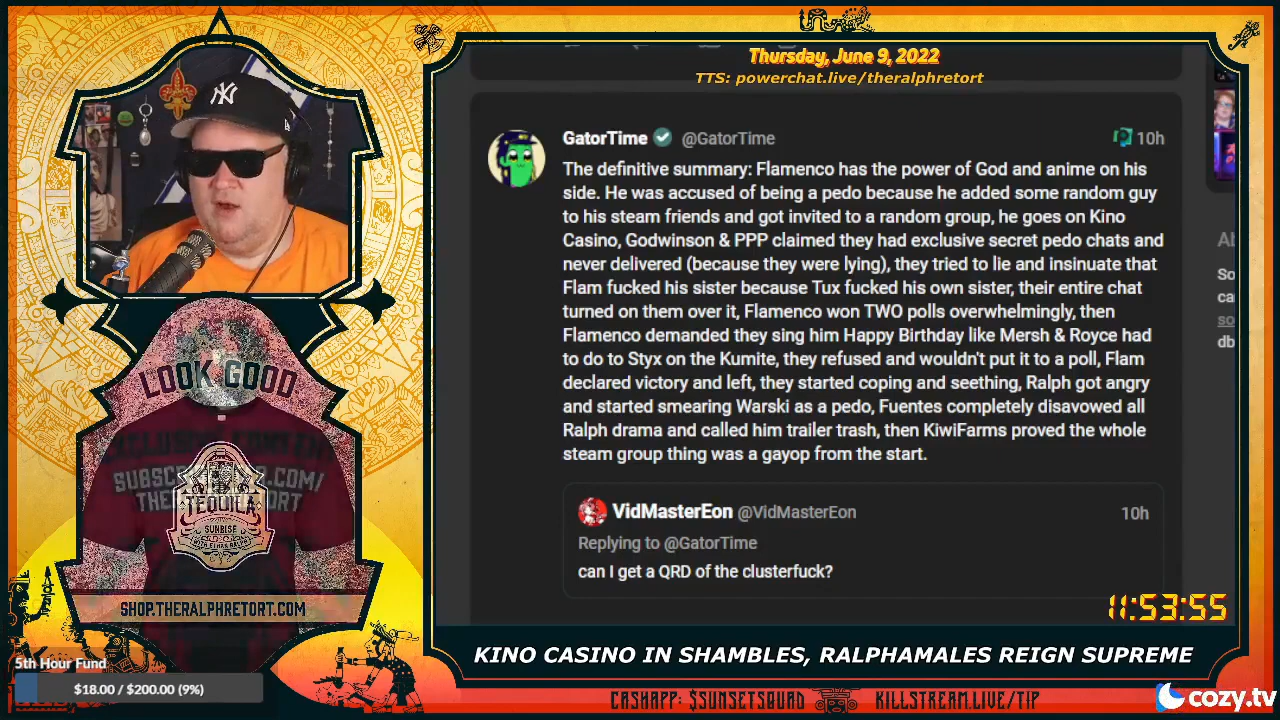 Thursday, June 9, 2022
TTS: powerchat.live/theralphretort
NY
GatorTime @GatorTime
10h
The definitive summary: Flamenco has the power of God and anime on his
side. He was accused of being a pedo because he added some random guy
to his steam friends and got invited to a random group, he goes on Kino
Casino, Godwinson & PPP claimed they had exclusive secret pedo chats and
never delivered (because they were lying), they tried to lie and insinuate that
Flam fucked his sister because Tux fucked his own sister, their entire chat
turned on them over it, Flamenco won TWO polls overwhelmingly, then
Flamenco demanded they sing him Happy Birthday like Mersh & Royce had
to do to Styx on the Kumite, they refused and wouldn't put it to a poll, Flam
declared victory and left, they started coping and seething, Ralph got angry
and started smearing Warski as a pedo, Fuentes completely disavowed all
Ralph drama and called him trailer trash, then KiwiFarms proved the whole
steam group thing was a gayop from the start.
VidMasterEon @VidMasterEon
10h
Replying to @GatorTime
can I get a QRD of the clusterfuck?
So
ca
so
db
LOOK GOOD
TEQUILA
SUNRISE
SHOP.THERALPHRETORT.COM
11:53:55
5th Hour Fund
$18.00 / $200.00 (9%)
KINO CASINO IN SHAMBLES, RALPHAMALES REIGN SUPREME
CASHAPP: $SUNSETSQUAD
KILLSTREAM.LIVE/TIP
cozy.tv